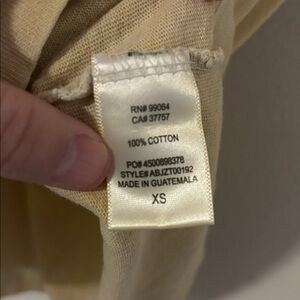 RN# 99064
CA# 37757
100% COTTON
PO# 4500898378
STYLE# ABJZT00192
MADE IN GUATEMALA
XS